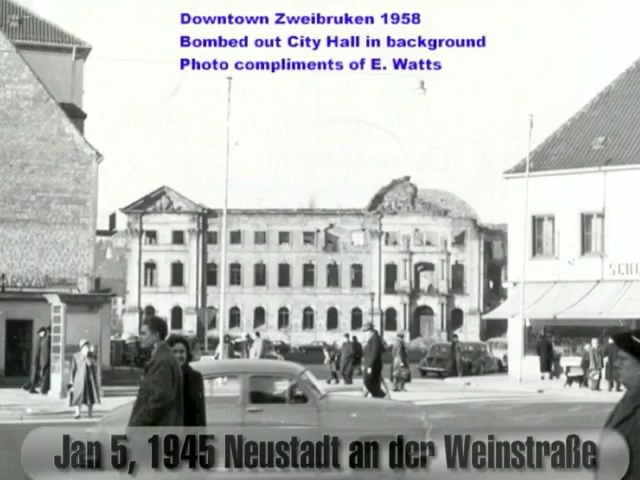 Downtown Zweibruken 1958
Bombed out City Hall in background
Photo compliments of E. Watts
SCH
Jan 5, 1945 Neustadt an der Weinstraße